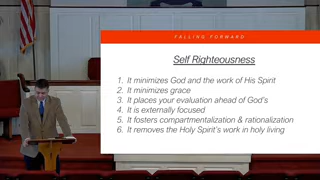 FALLING FORWARD
Self Righteousness
1. It minimizes God and the work of His Spirit
2. It minimizes grace
3. It places your evaluation ahead of God's
4. It is externally focused
5. It fosters compartmentalization & rationalization
6. It removes the Holy Spirit's work in holy living